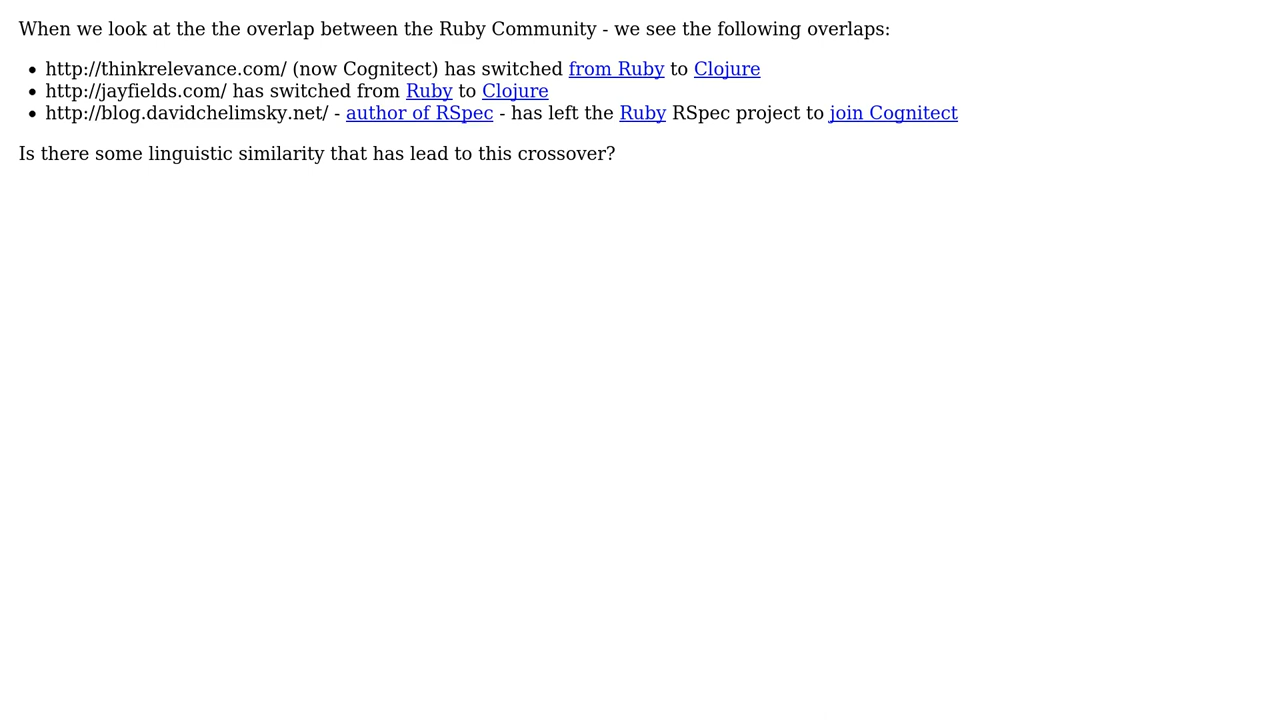 When we look at the the overlap between the Ruby Community - we see the following overlaps:
• http://thinkrelevance.com/ (now Cognitect) has switched from Ruby to Clojure
• http://jayfields.com/ has switched from Ruby to Clojure
• http://blog.davidchelimsky.net/ - author of RSpec - has left the Ruby RSpec project to join Cognitect
Is there some linguistic similarity that has lead to this crossover?